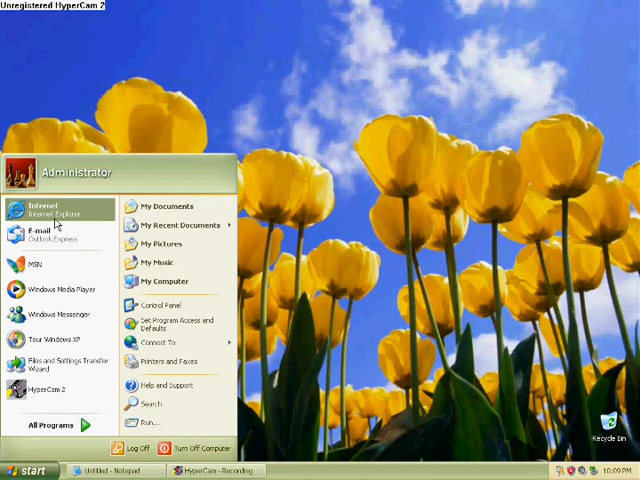 Unregistered HyperCam 2
Administrator
Internet
Internet Explorer
E-mail
Outlook Express
MSN
Windows Media Player
Windows Messenger
Tour Windows XP
Files and Settings Transfer
Wizard
HyperCam 2
All Programs
My Documents
My Recent Documents
My Pictures
My Music
My Computer
Control Panel
Set Program Access and
Defaults
Connect To
Printers and Faxes
Help and Support
Search
Run...
Log Off
Turn Off Computer
Recycle Bin
start
Untitled - Notepad
HyperCam - Recording
10:09 PM